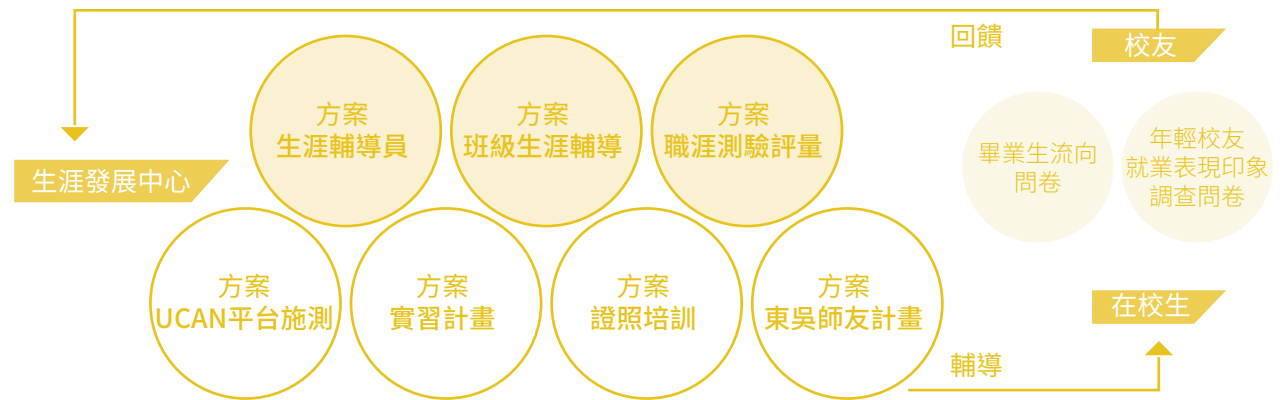 回饋
校友
方案
生涯輔導員
方案
班級生涯輔導
方案
職涯測驗評量
畢業生流向
問卷
年輕校友
就業表現印象
調查問卷
生涯發展中心
方案
UCAN平台施測
方案
實習計畫
方案
證照培訓
方案
東吳師友計畫
在校生
輔導